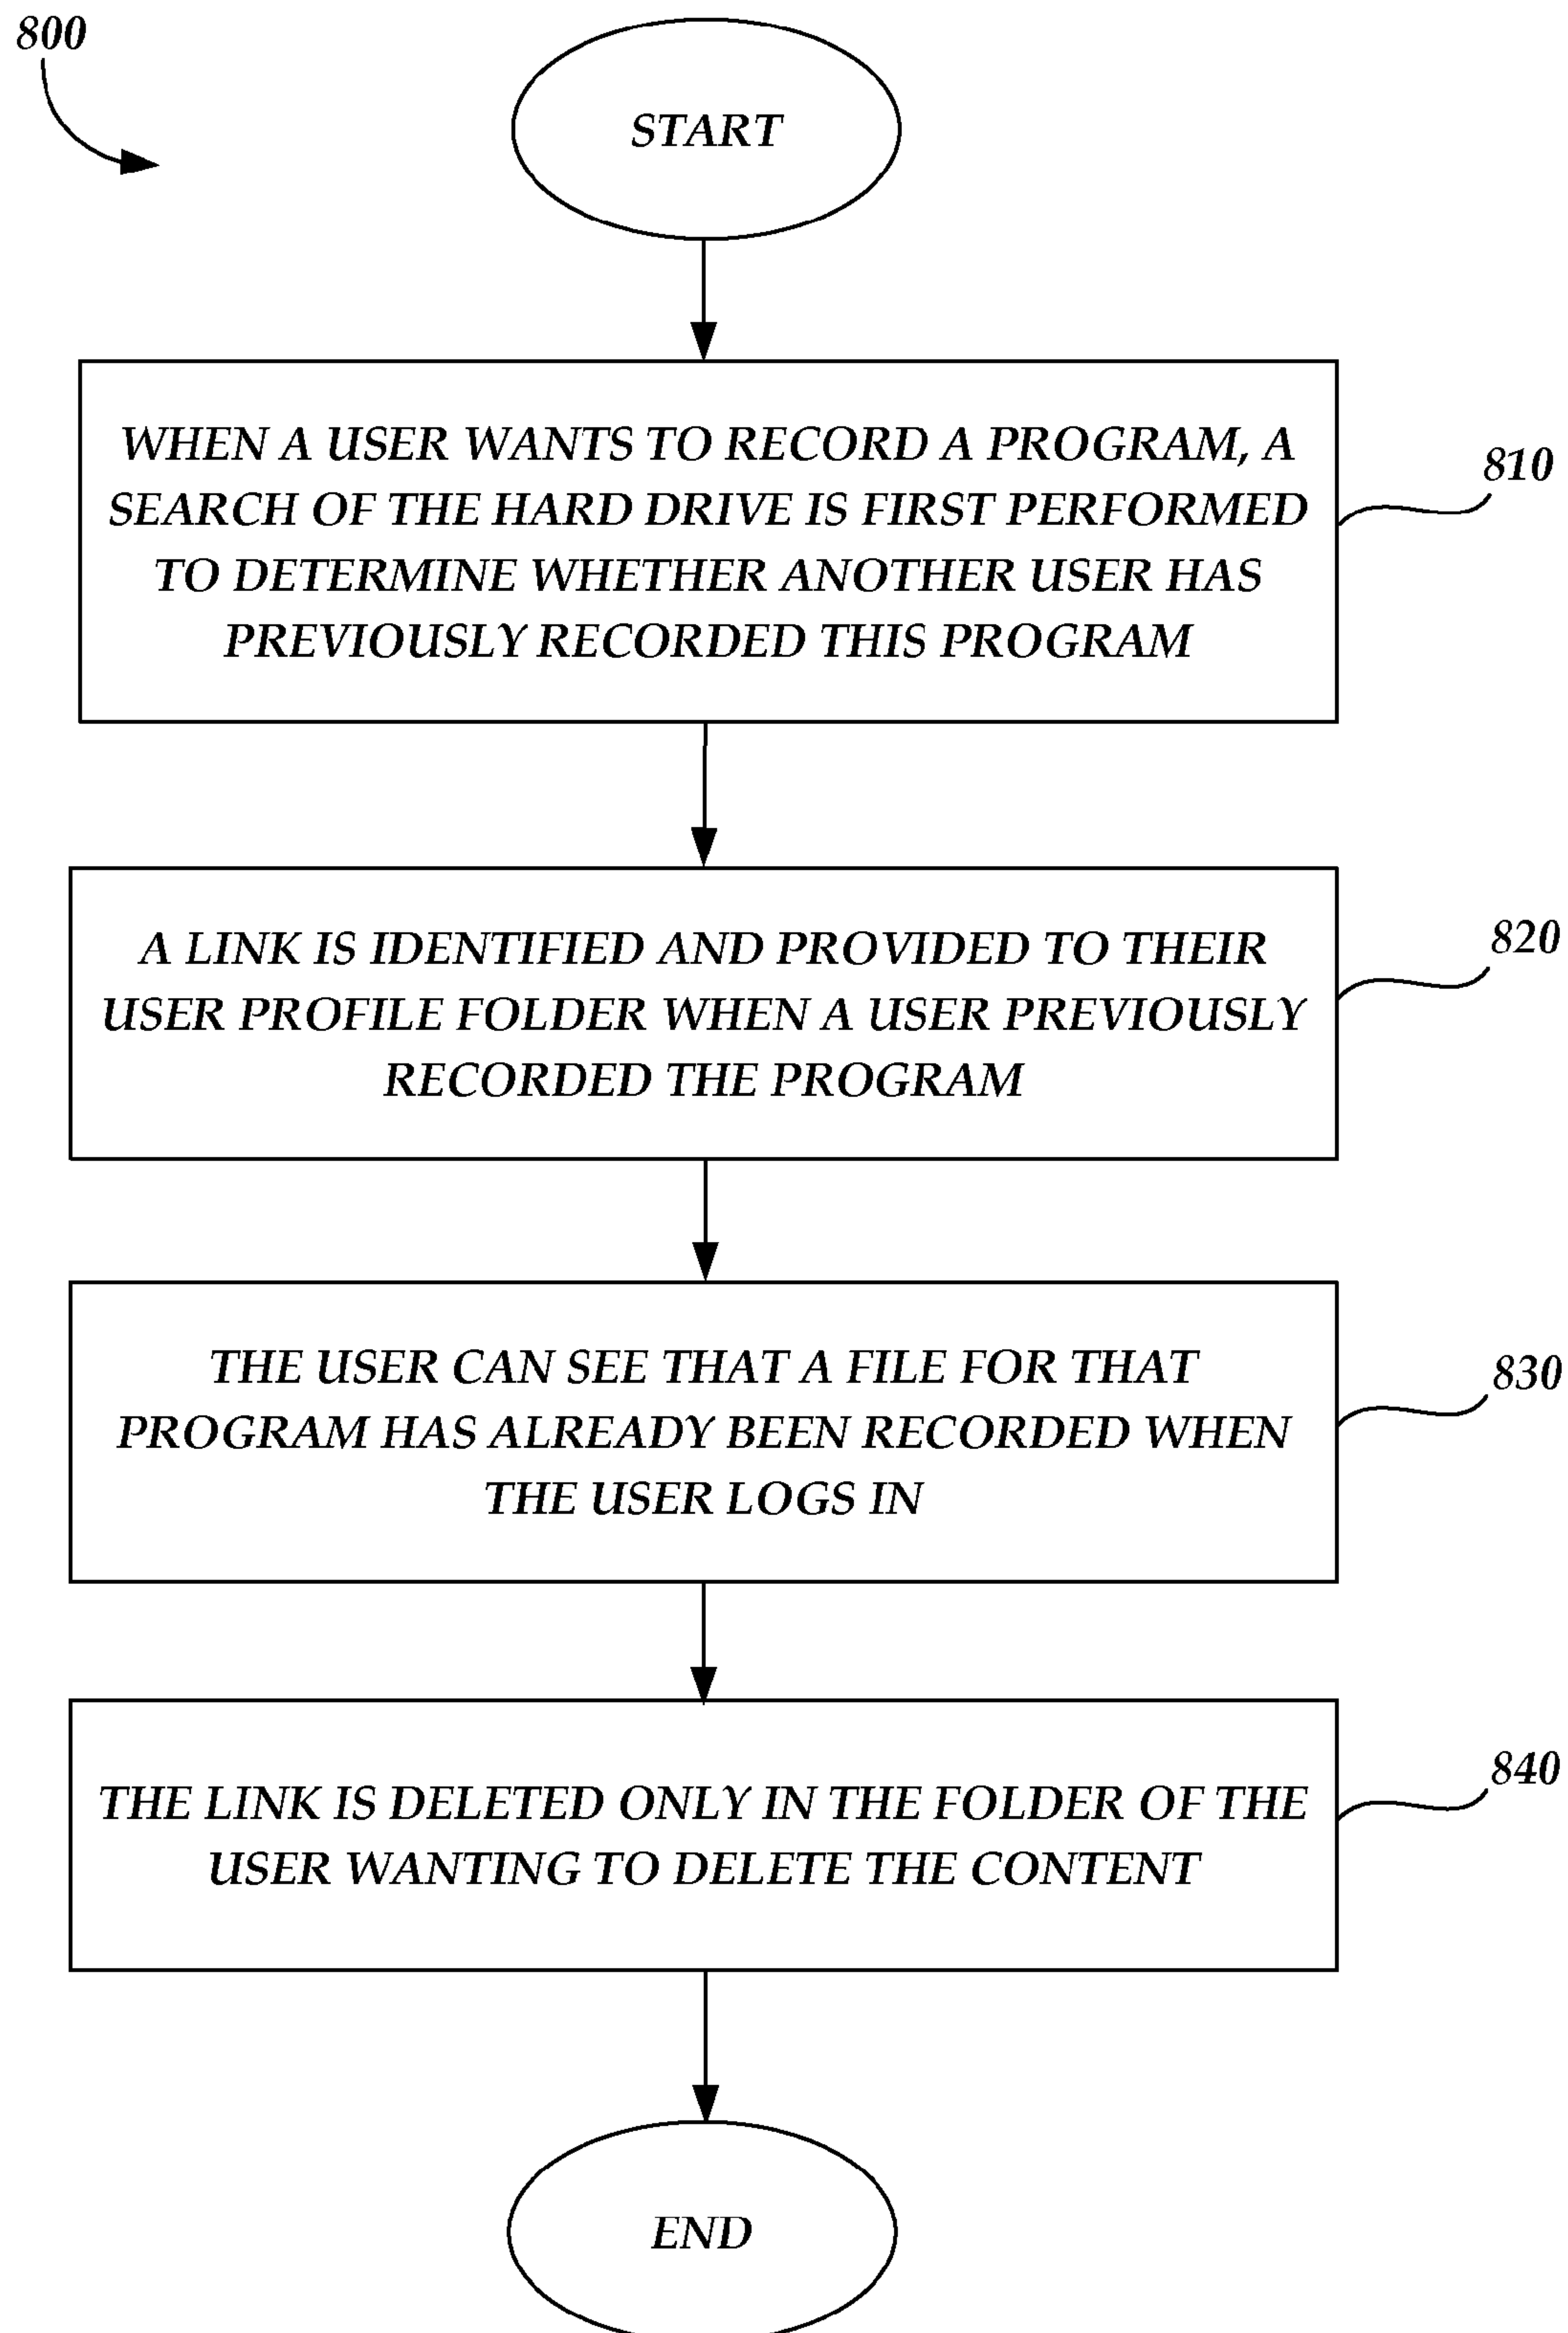 800
START
WHEN A USER WANTS TO RECORD A PROGRAM, A
SEARCH OF THE HARD DRIVE IS FIRST PERFORMED
TO DETERMINE WHETHER ANOTHER USER HAS
PREVIOUSLY RECORDED THIS PROGRAM
810
A LINK IS IDENTIFIED AND PROVIDED TO THEIR
USER PROFILE FOLDER WHEN A USER PREVIOUSLY
RECORDED THE PROGRAM
820
THE USER CAN SEE THAT A FILE FOR THAT
PROGRAM HAS ALREADY BEEN RECORDED WHEN
THE USER LOGS IN
830
THE LINK IS DELETED ONLY IN THE FOLDER OF THE
USER WANTING TO DELETE THE CONTENT
840
END